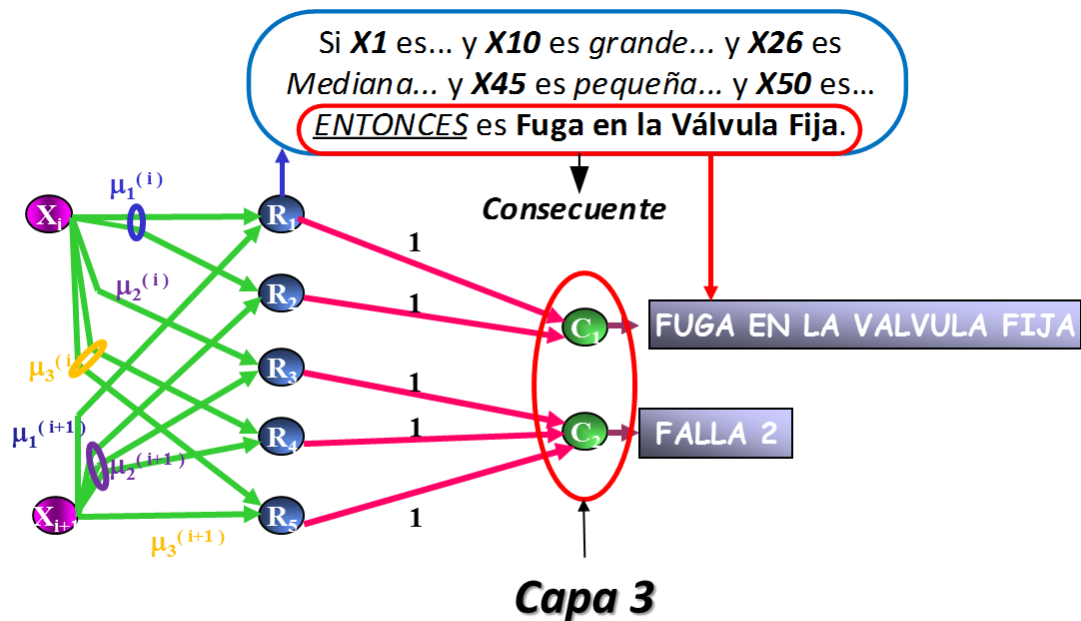 Si X1 es... y X10 es grande... y X26 es
Mediana... y X45 es pequeña... y X50 es...
ENTONCES es Fuga en la Válvula Fija.
Consecuente
μ1(i)
Xi
R1
1
μ2(i)
R2
1
C1
FUGA EN LA VALVULA FIJA
μ3(i
R3
1
μ1(i+1)
R4
1
C2
FALLA 2
μ2(i+1)
Xi+1
R5
1
μ3(i+1)
Capa 3